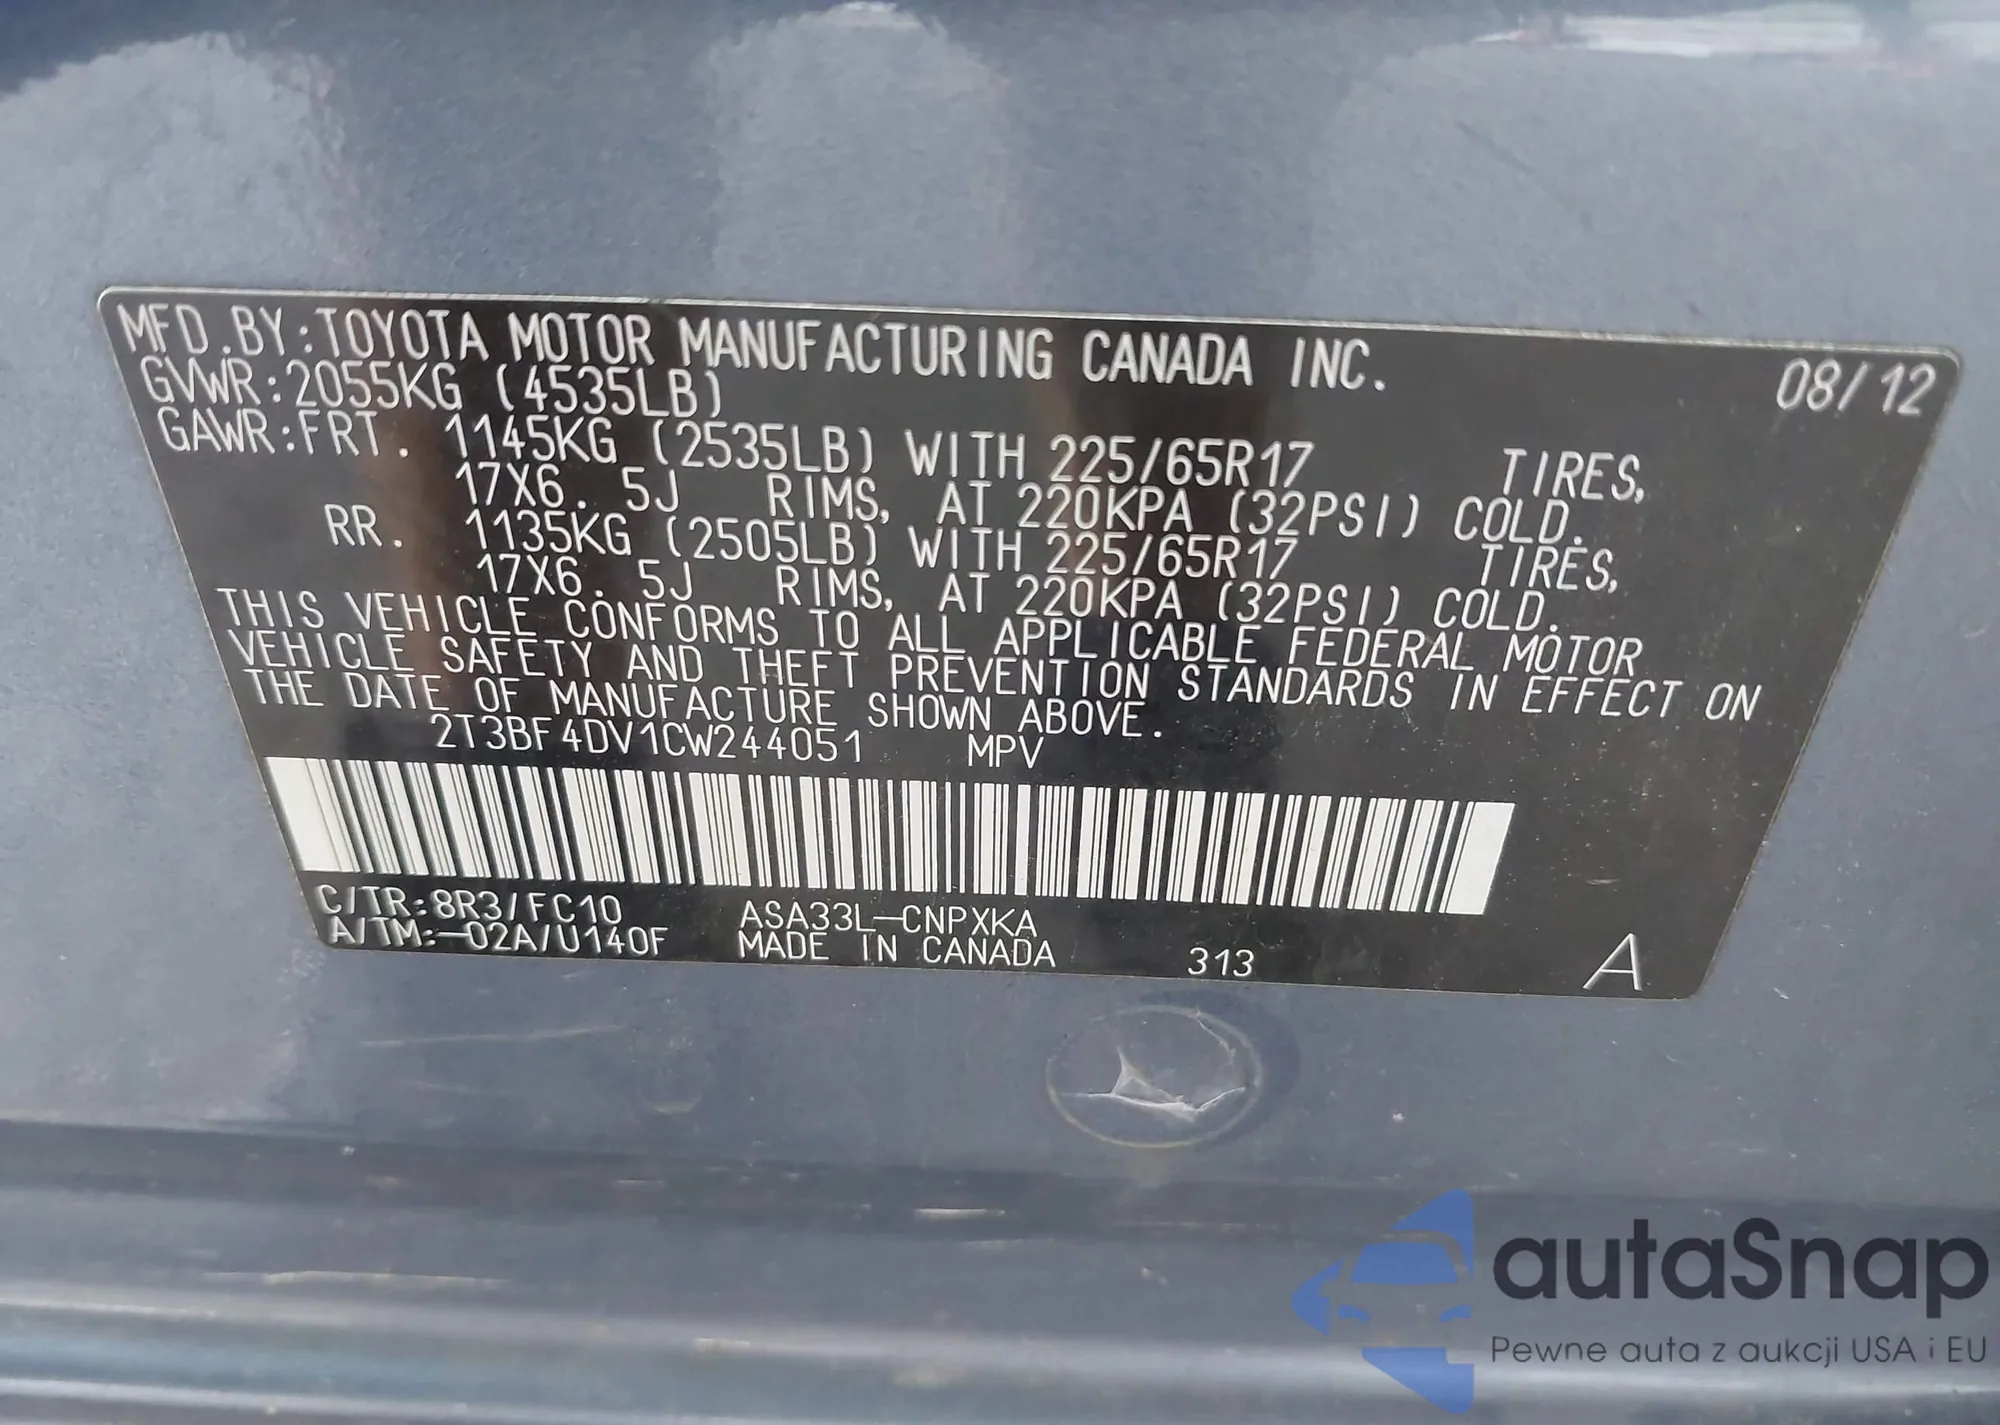 MFD.BY:TOYOTA MOTOR MANUFACTURING CANADA INC. 08/12
GVWR:2055KG (4535LB)
GAWR:FRT. 1145KG (2535LB) WITH 225/65R17 TIRES,
17X6.5J RIMS, AT 220KPA (32PSI) COLD.
RR. 1135KG (2505LB) WITH 225/65R17 TIRES,
17X6.5J RIMS, AT 220KPA (32PSI) COLD.
THIS VEHICLE CONFORMS TO ALL APPLICABLE FEDERAL MOTOR
VEHICLE SAFETY AND THEFT PREVENTION STANDARDS IN EFFECT ON
THE DATE OF MANUFACTURE SHOWN ABOVE.
2T3BF4DV1CW244051 MPV
C/TR:8R3/FC10 ASA33L-CNPXKA
A/TM:-02A/U140F MADE IN CANADA 313 A
autaSnap
Pewne auta z aukcji USA i EU